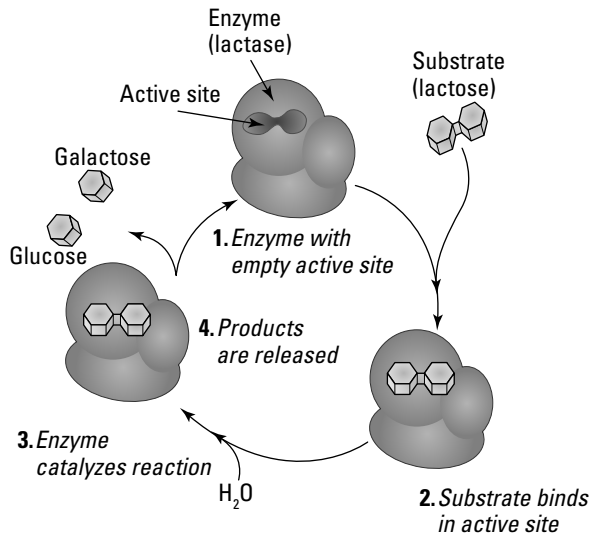 Enzyme
(lactase)
Substrate
(lactose)
Active site
Galactose
Glucose
1. Enzyme with
empty active site
4. Products
are released
3. Enzyme
catalyzes reaction
H₂O
2. Substrate binds
in active site